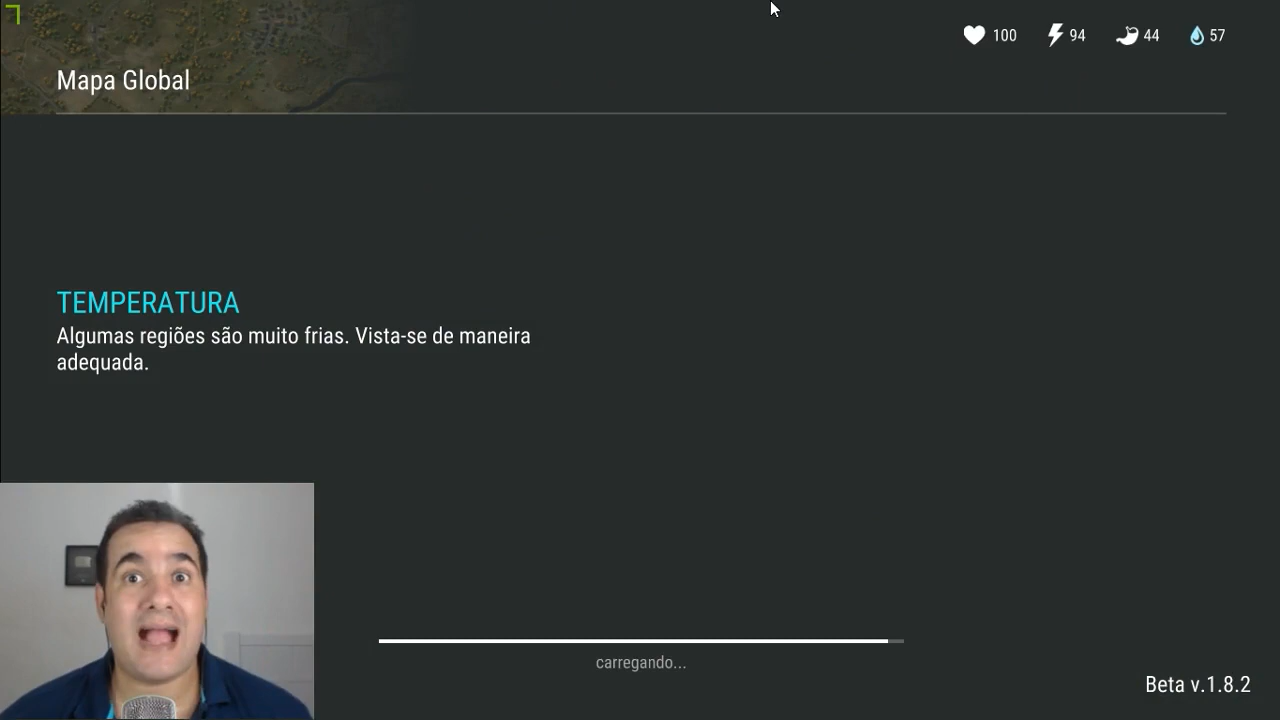 100 94 44 57
Mapa Global
TEMPERATURA
Algumas regiões são muito frias. Vista-se de maneira
adequada.
carregando...
Beta v.1.8.2